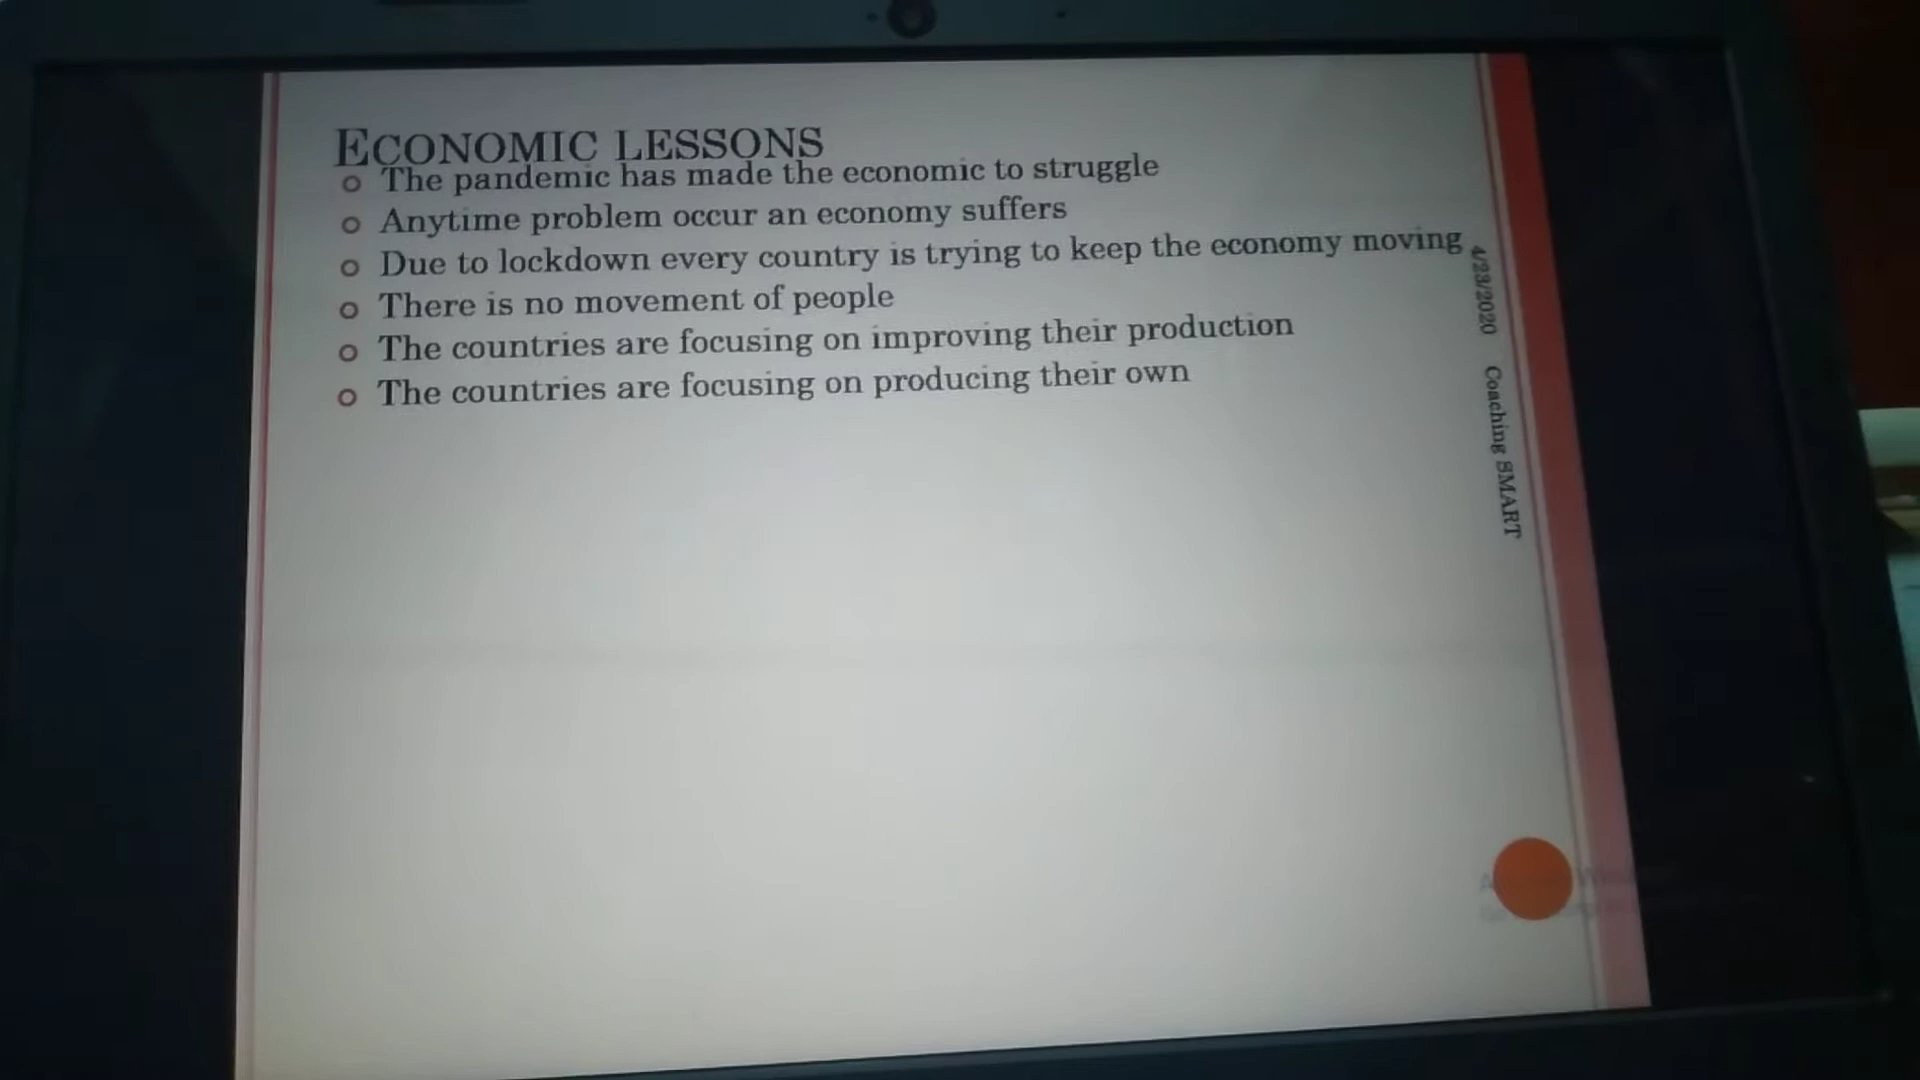 ECONOMIC LESSONS
The pandemic has made the economic to struggle
Anytime problem occur an economy suffers
Due to lockdown every country is trying to keep the economy moving
There is no movement of people
The countries are focusing on improving their production
The countries are focusing on producing their own
4/23/2020 Coaching SMART